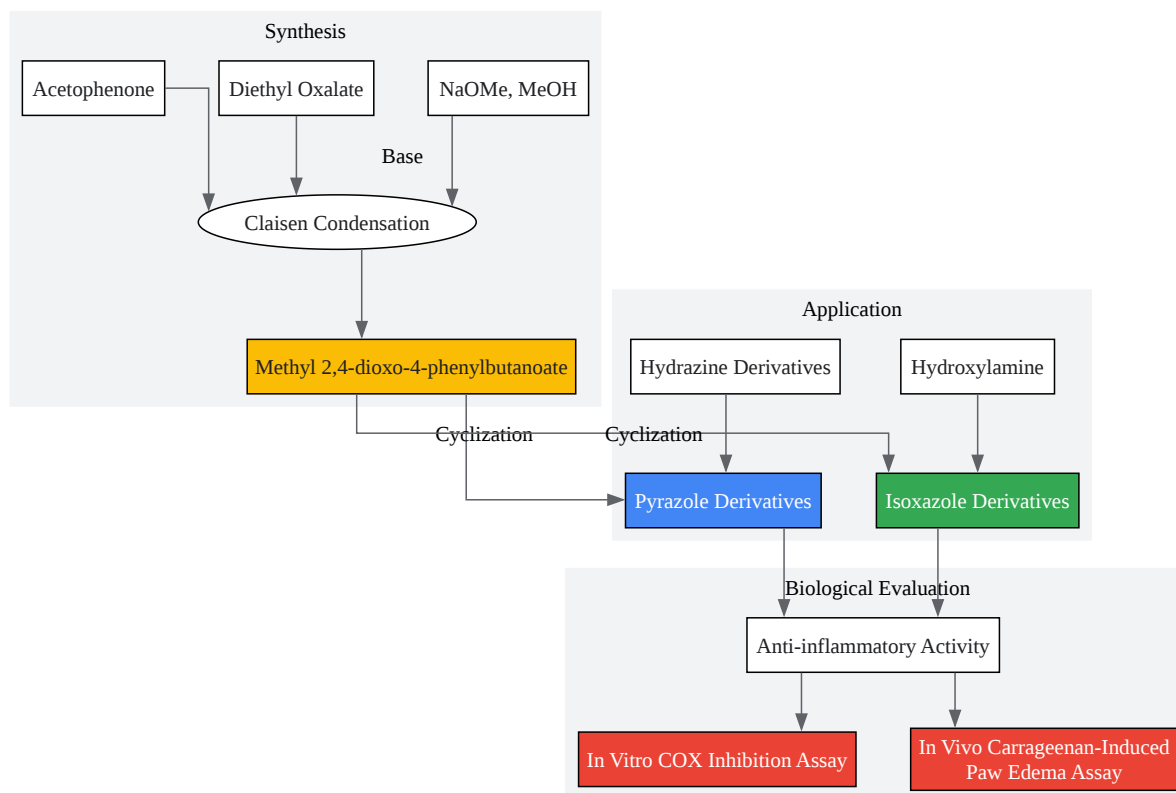 Synthesis
Acetophenone
Diethyl Oxalate
NaOMe, MeOH
Base
Claisen Condensation
Methyl 2,4-dioxo-4-phenylbutanoate
Application
Hydrazine Derivatives
Hydroxylamine
Cyclization
Cyclization
Pyrazole Derivatives
Isoxazole Derivatives
Biological Evaluation
Anti-inflammatory Activity
In Vitro COX Inhibition Assay
In Vivo Carrageenan-Induced
Paw Edema Assay